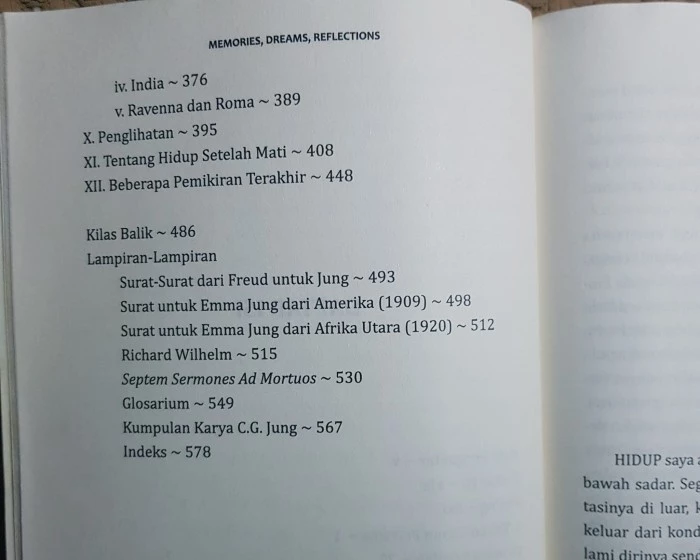 MEMORIES, DREAMS, REFLECTIONS
iv. India ~ 376
v. Ravenna dan Roma ~ 389
X. Penglihatan ~ 395
XI. Tentang Hidup Setelah Mati ~ 408
XII. Beberapa Pemikiran Terakhir ~ 448
Kilas Balik ~ 486
Lampiran-Lampiran
Surat-Surat dari Freud untuk Jung ~ 493
Surat untuk Emma Jung dari Amerika (1909) ~ 498
Surat untuk Emma Jung dari Afrika Utara (1920) ~ 512
Richard Wilhelm ~ 515
Septem Sermones Ad Mortuos ~ 530
Glosarium ~ 549
Kumpulan Karya C.G. Jung ~ 567
Indeks ~ 578
HIDUP saya
bawah sadar.
tasinya di luar,
keluar dari
lami dirinya